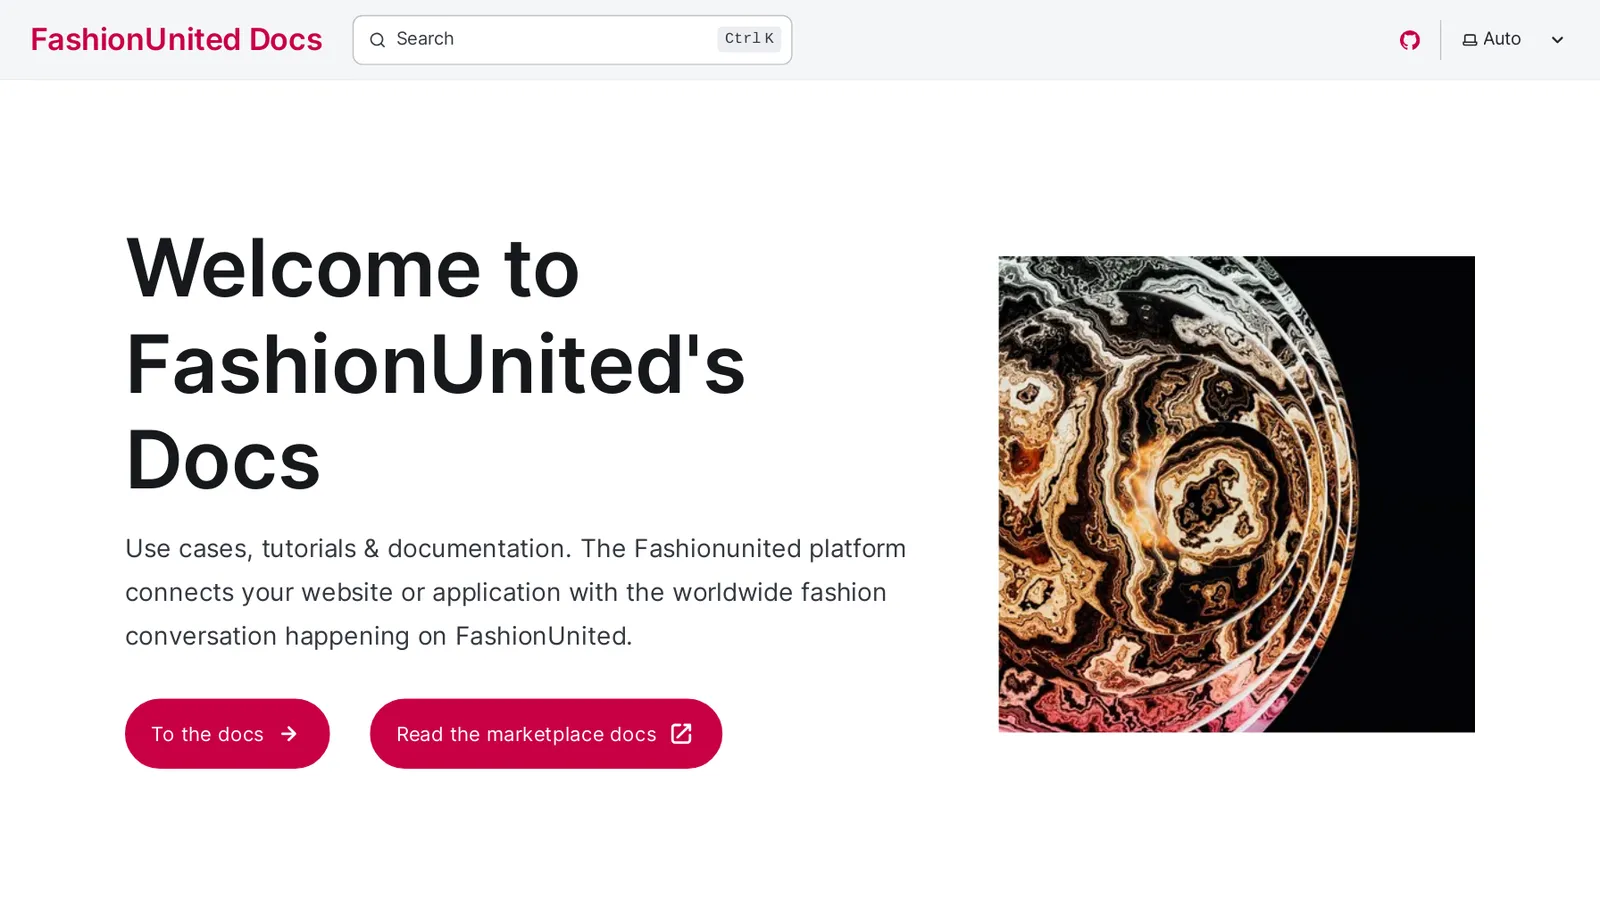 FashionUnited Docs
Search
Ctrl K
Auto
Welcome to
FashionUnited's
Docs
Use cases, tutorials & documentation. The Fashionunited platform
connects your website or application with the worldwide fashion
conversation happening on FashionUnited.
To the docs
Read the marketplace docs